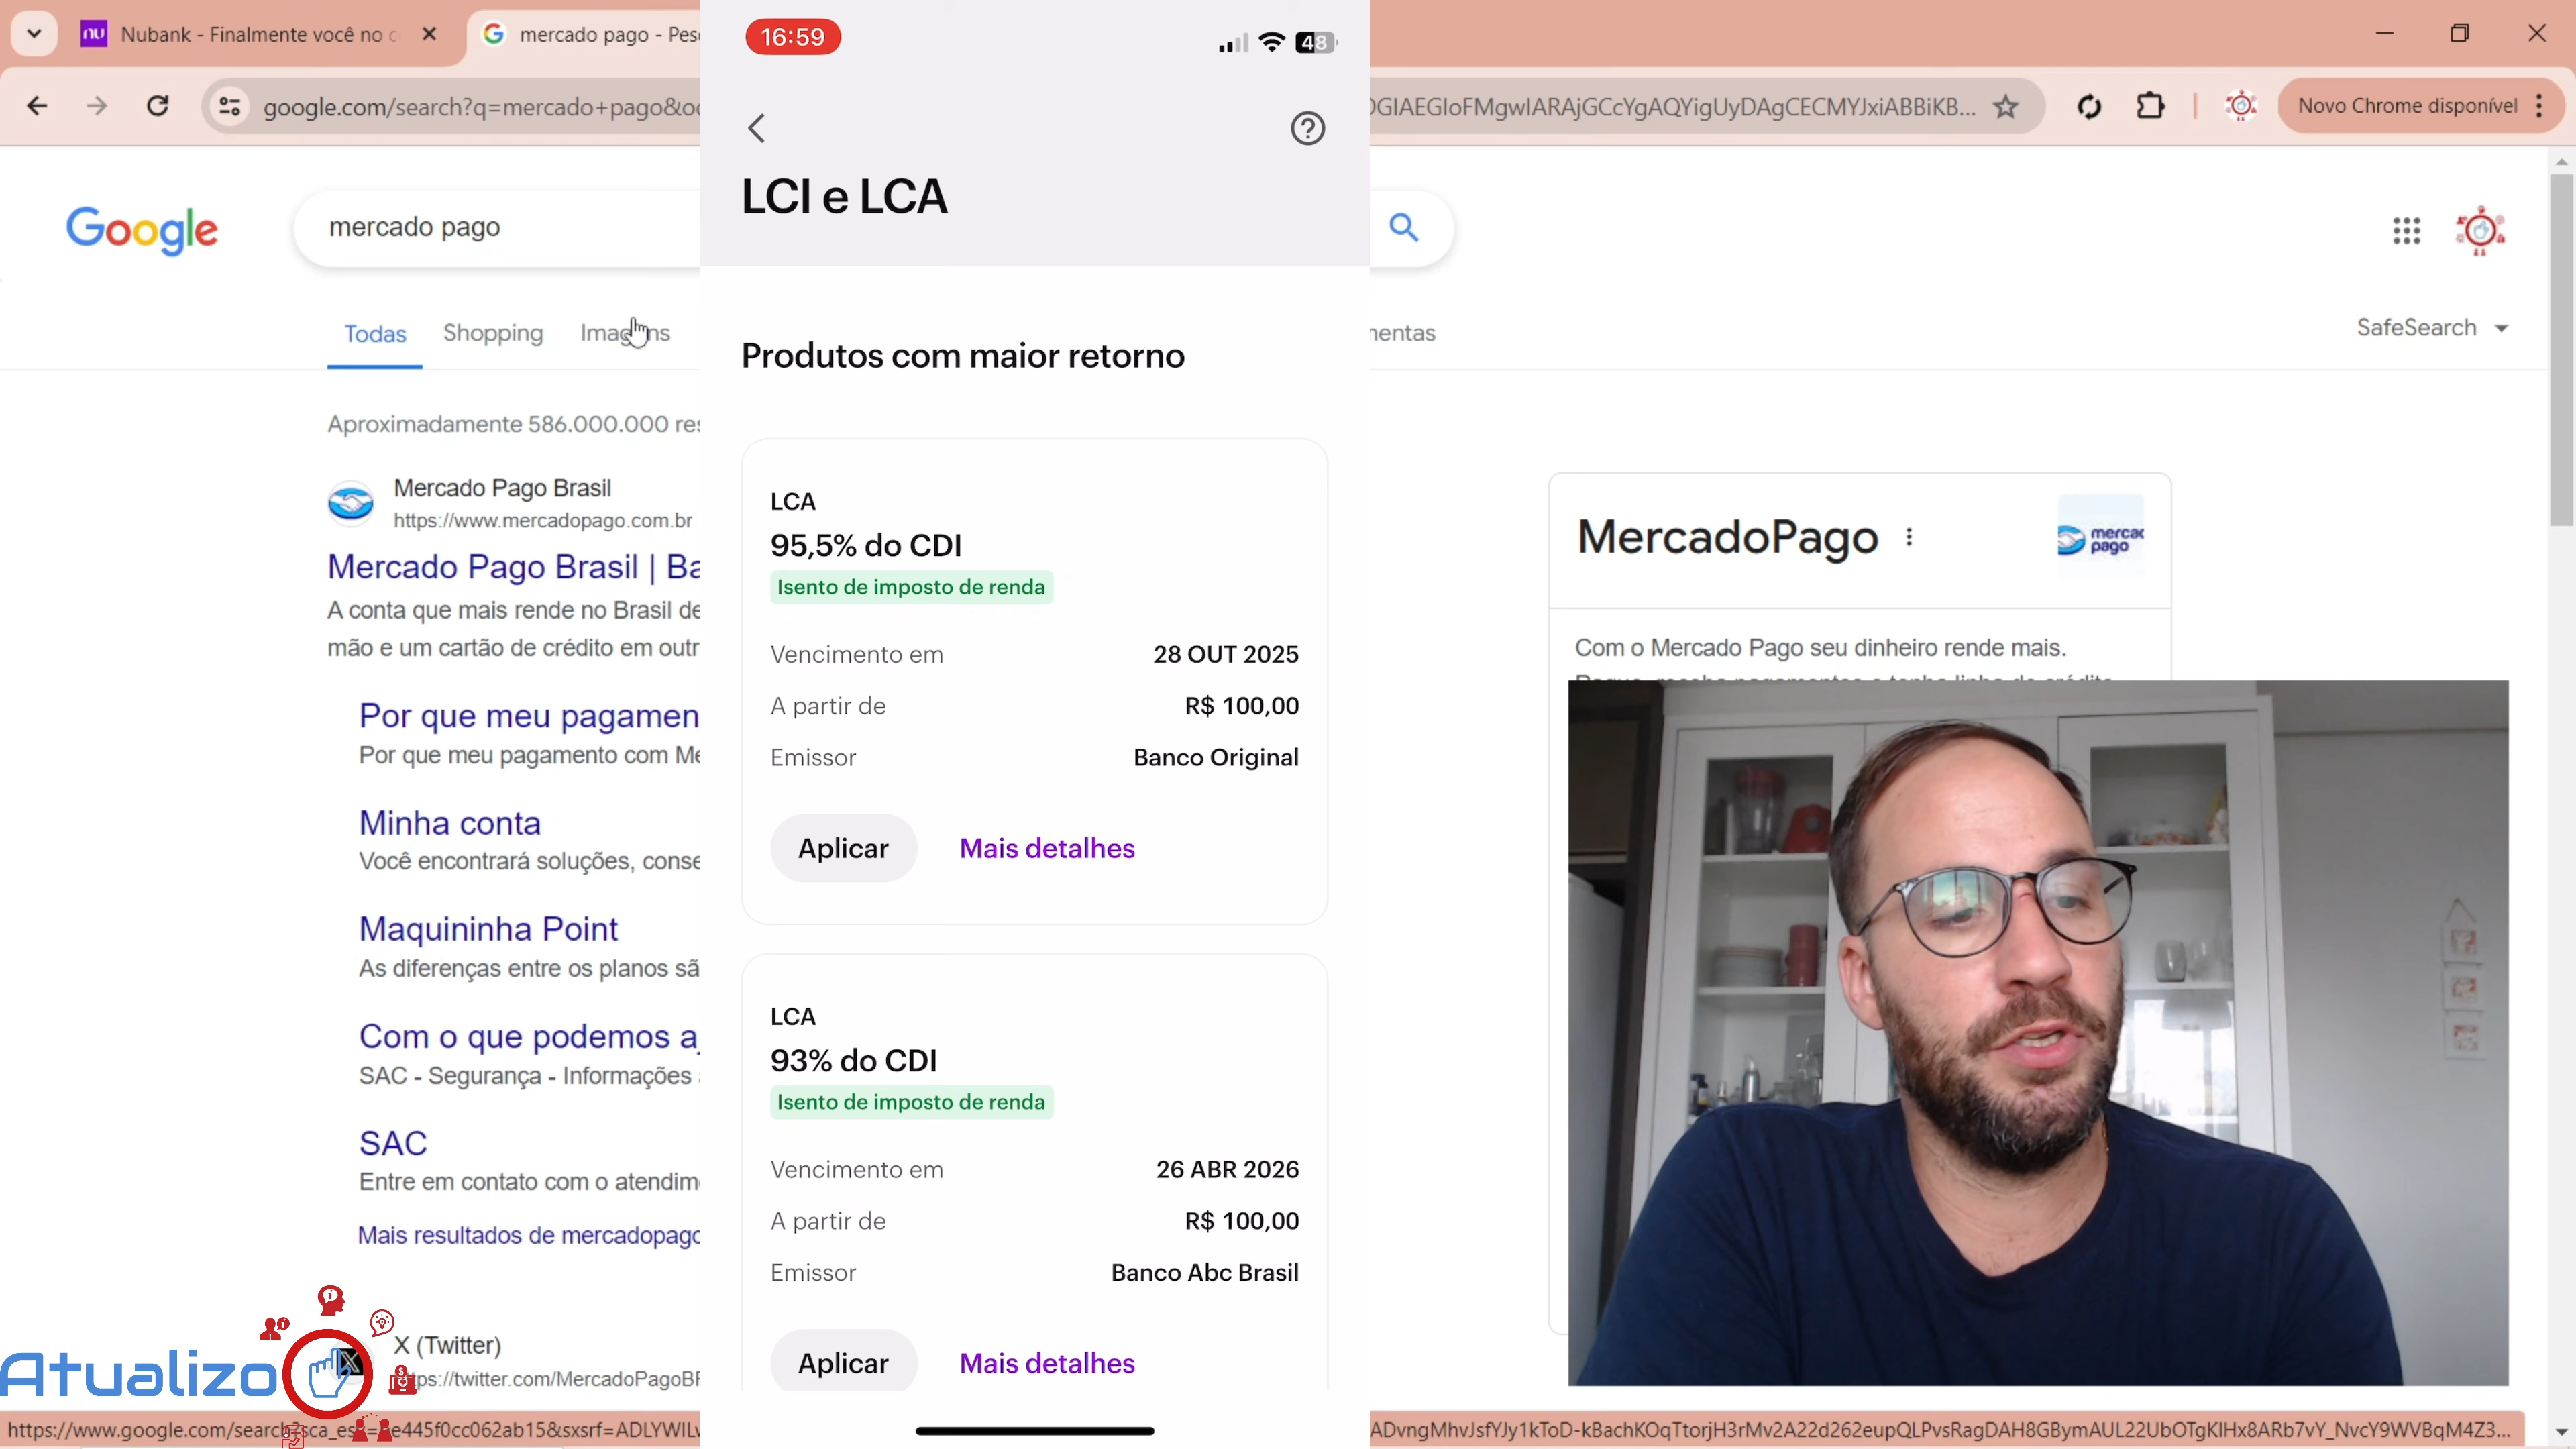 Nubank - Finalmente você no c
mercado pago - Pes
google.com/search?q=mercado+pago&
GIAEGIoFMgwIARAjGCcYgAQYigUyDAgCECMYJxiABBiKB...
Novo Chrome disponível
Google
mercado pago
Todas
Shopping
Imagens
mentas
SafeSearch
Aproximadamente 586.000.000 res
Mercado Pago Brasil
https://www.mercadopago.com.br
Mercado Pago Brasil | Ba
A conta que mais rende no Brasil de
mão e um cartão de crédito em outr
Por que meu pagamen
Por que meu pagamento com Me
Minha conta
Você encontrará soluções, conse
Maquininha Point
As diferenças entre os planos sã
Com o que podemos aj
SAC - Segurança - Informações
SAC
Entre em contato com o atendim
Mais resultados de mercadopago
X (Twitter)
tps://twitter.com/MercadoPagoBR
Atualizo
16:59
48
LCI e LCA
Produtos com maior retorno
LCA
95,5% do CDI
Isento de imposto de renda
Vencimento em 28 OUT 2025
A partir de R$ 100,00
Emissor Banco Original
Aplicar Mais detalhes
LCA
93% do CDI
Isento de imposto de renda
Vencimento em 26 ABR 2026
A partir de R$ 100,00
Emissor Banco Abc Brasil
Aplicar Mais detalhes
MercadoPago
mercad
pago
Com o Mercado Pago seu dinheiro rende mais.